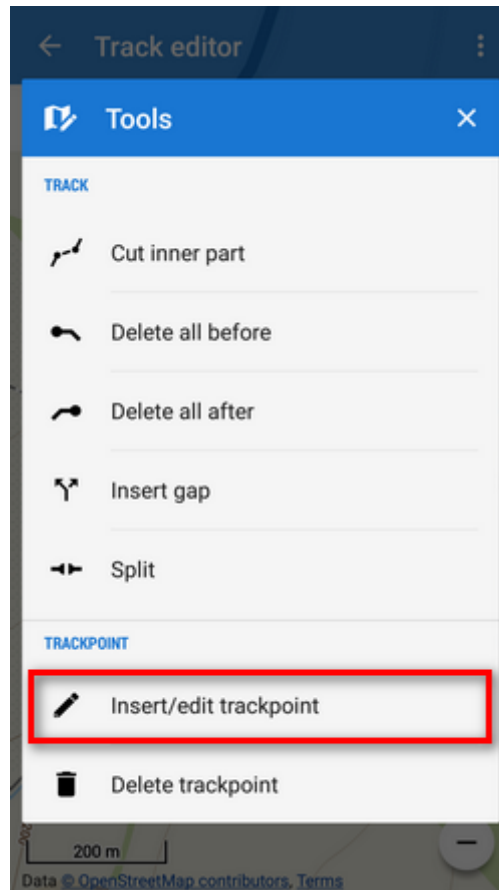 Track editor
Tools
TRACK
Cut inner part
Delete all before
Delete all after
Insert gap
Split
TRACKPOINT
Insert/edit trackpoint
Delete trackpoint
200
200 m
Data © OpenStreetMap contributors, Terms